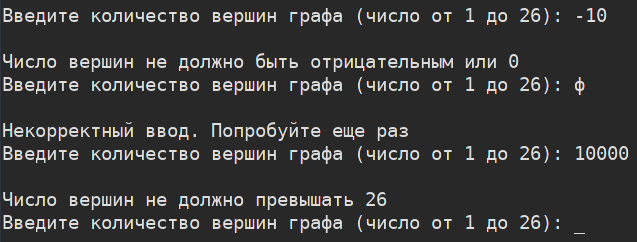 Введите количество вершин графа (число от 1 до 26): -10
Число вершин не должно быть отрицательным или 0
Введите количество вершин графа (число от 1 до 26): ф
Некорректный ввод. Попробуйте еще раз
Введите количество вершин графа (число от 1 до 26): 10000
Число вершин не должно превышать 26
Введите количество вершин графа (число от 1 до 26): _